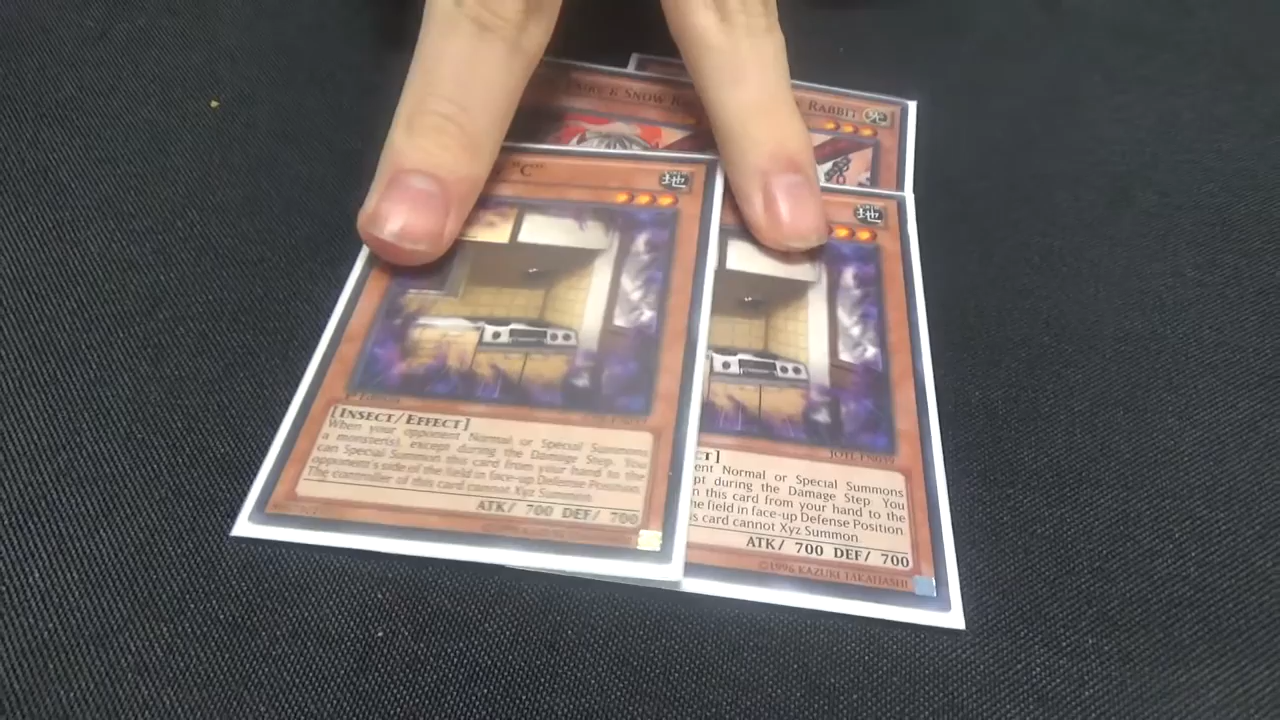 & SNOW
RABBIT
"C"
地
地
1st Edition
JOTL-EN039
[INSECT/EFFECT]
When your opponent Normal or Special Summons
a monster(s), except during the Damage Step: You
can Special Summon this card from your hand to the
opponent's side of the field in face-up Defense Position.
The controller of this card cannot Xyz Summon.
ATK/ 700 DEF/ 700
CT]
ent Normal or Special Summons
pt during the Damage Step: You
n this card from your hand to the
he field in face-up Defense Position.
is card cannot Xyz Summon.
ATK/ 700 DEF/ 700
©1996 KAZUKI TAKAHASHI